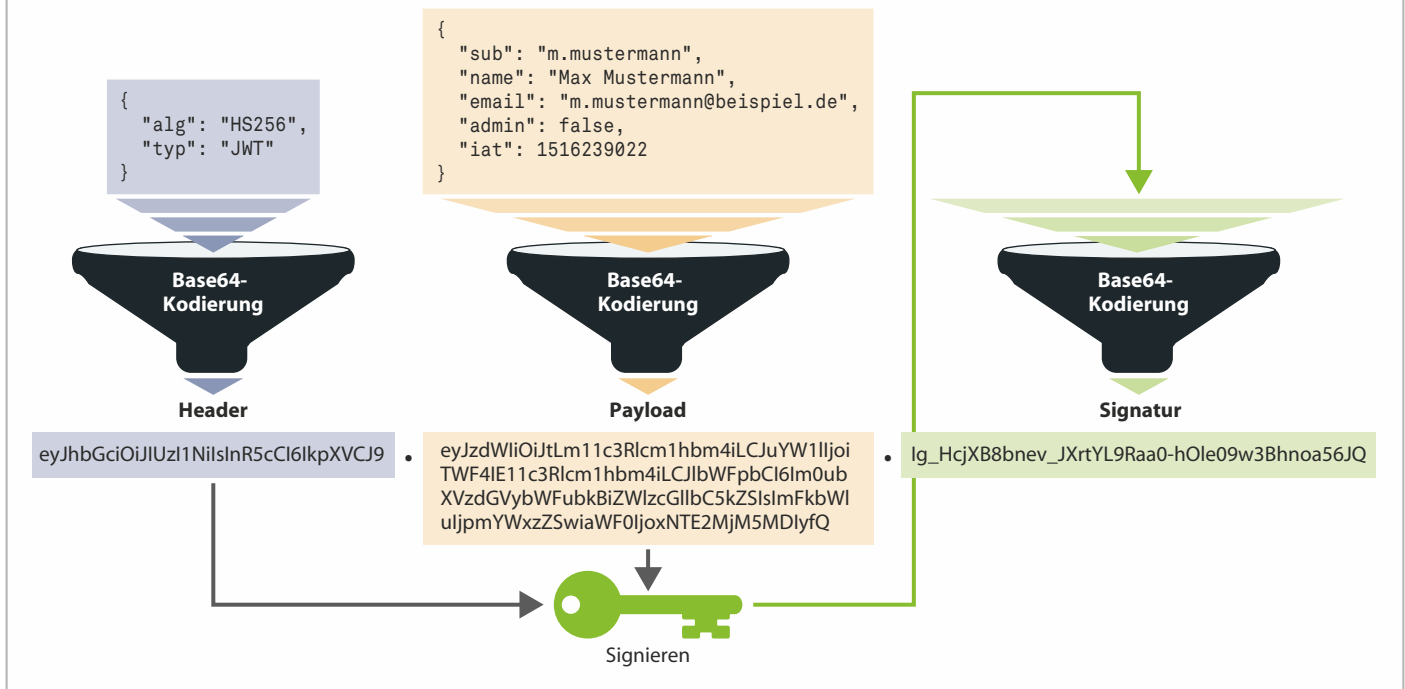 {
"sub": "m.mustermann",
"name": "Max Mustermann",
"email": "m.mustermann@beispiel.de",
"admin": false,
"iat": 1516239022
}
{
"alg": "HS256",
"typ": "JWT"
}
Base64-
Kodierung
Base64-
Kodierung
Base64-
Kodierung
Header
Payload
Signatur
eyJhbGciOiJIUzI1NiIsInR5cCI6IkpXVCJ9
.
eyJzdWIiOiJtLm11c3Rlcm1hbm4iLCJuYW1lIjoi
TWF4IE11c3Rlcm1hbm4iLCJlbWFpbCI6Im0ub
XVzdGVybWFubkBiZWlzcGllbC5kZSIsImFkbWl
uIjpmYWxzZSwiaWF0IjoxNTE2MjM5MDIyfQ
.
Ig_HcjXB8bnev_JXrtYL9Raa0-hOle09w3Bhnoa56JQ
Signieren